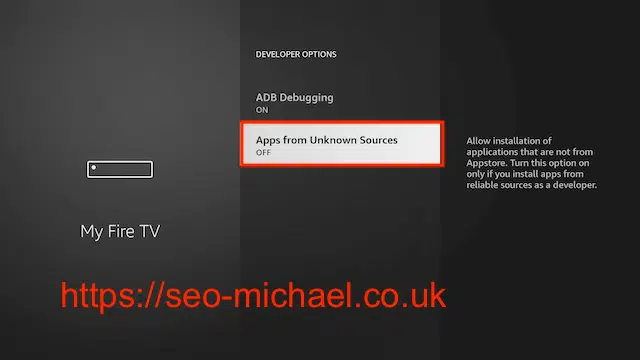 DEVELOPER OPTIONS
ADB Debugging
ON
Apps from Unknown Sources
OFF
Allow installation of
applications that are not from
Appstore. Turn this option on
only if you install apps from
reliable sources as a developer.
My Fire TV
https://seo-michael.co.uk